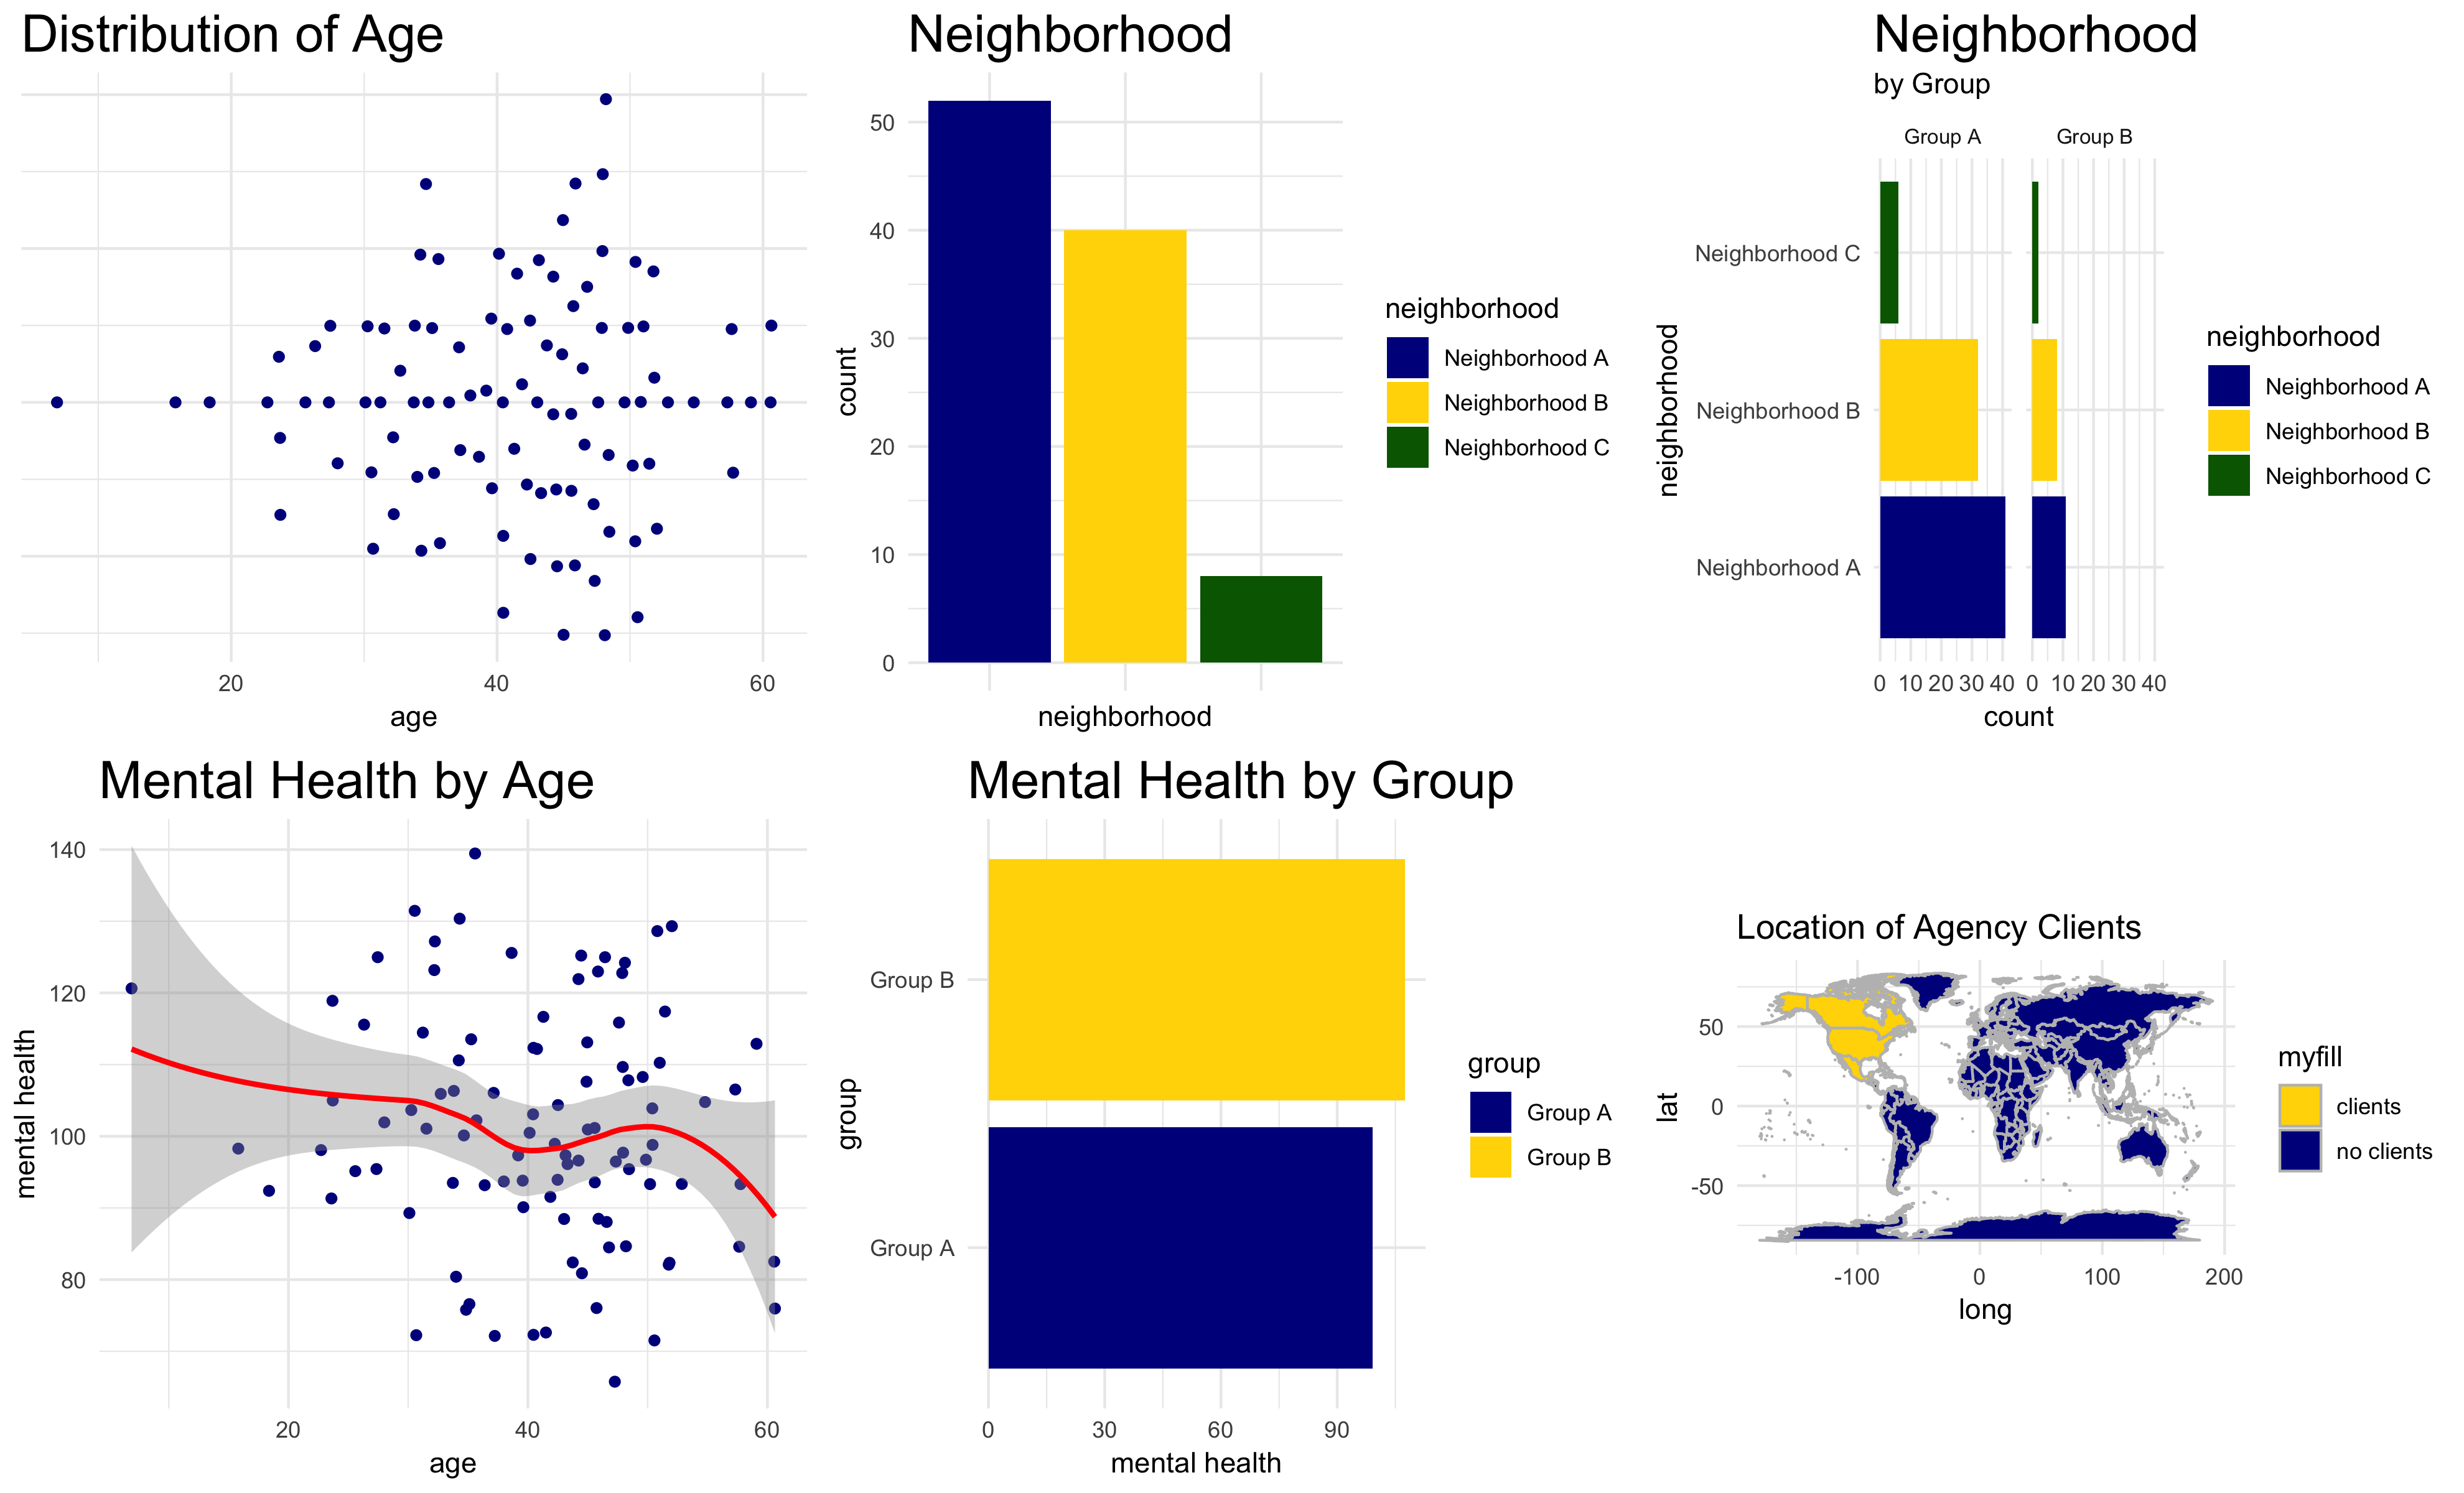 Distribution of Age
20 40 60
age
Neighborhood
50
40
30
20
10
0
count
neighborhood
neighborhood
Neighborhood A
Neighborhood B
Neighborhood C
Neighborhood
by Group
Group A Group B
Neighborhood C
Neighborhood B
Neighborhood A
neighborhood
0 10 20 30 40 0 10 20 30 40
count
neighborhood
Neighborhood A
Neighborhood B
Neighborhood C
Mental Health by Age
140
120
100
80
mental health
20 40 60
age
Mental Health by Group
Group B
Group A
group
0 30 60 90
mental health
group
Group A
Group B
Location of Agency Clients
50
0
-50
lat
-100 0 100 200
long
myfill
clients
no clients